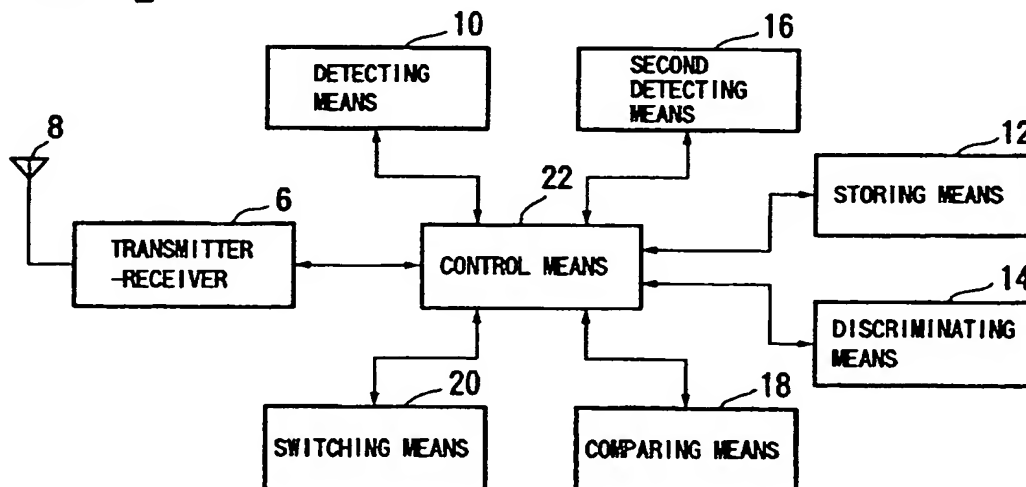 10
16
DETECTING
MEANS
SECOND
DETECTING
MEANS
8
12
22
STORING MEANS
6
TRANSMITTER
-RECEIVER
CONTROL MEANS
14
DISCRIMINATING
MEANS
20
18
SWITCHING MEANS
COMPARING MEANS